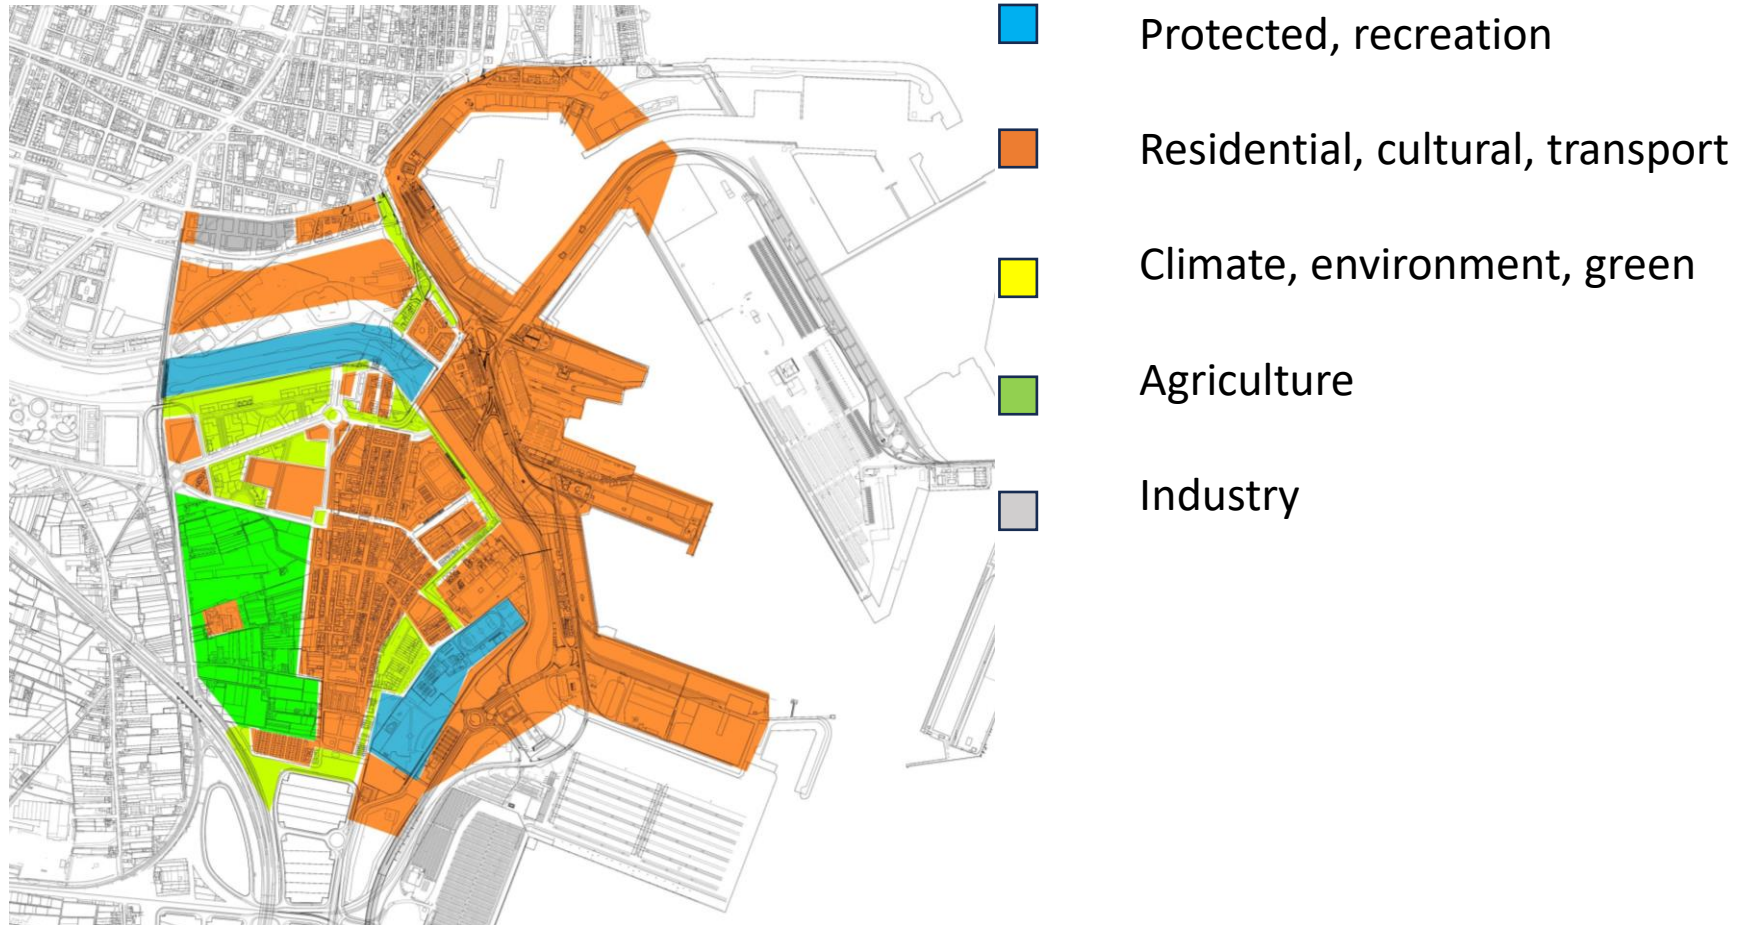 Protected, recreation
Residential, cultural, transport
Climate, environment, green
Agriculture
Industry